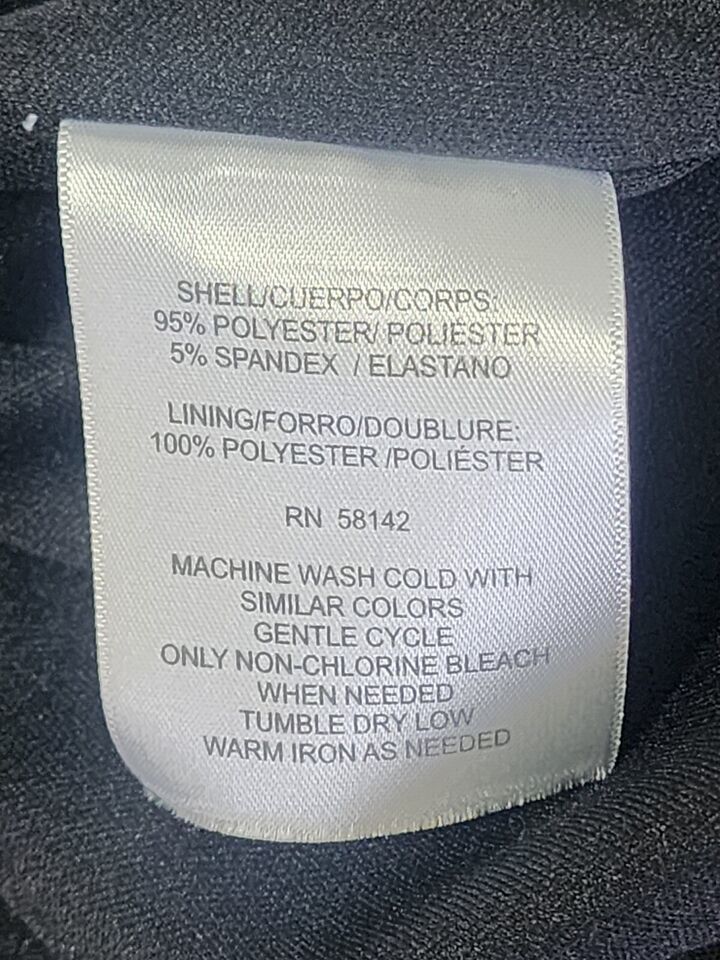 SHELL/CUERPO/CORPS:
95% POLYESTER/ POLIÉSTER
5% SPANDEX / ELASTANO
LINING/FORRO/DOUBLURE:
100% POLYESTER /POLIÉSTER
RN 58142
MACHINE WASH COLD WITH
SIMILAR COLORS
GENTLE CYCLE
ONLY NON-CHLORINE BLEACH
WHEN NEEDED
TUMBLE DRY LOW
WARM IRON AS NEEDED